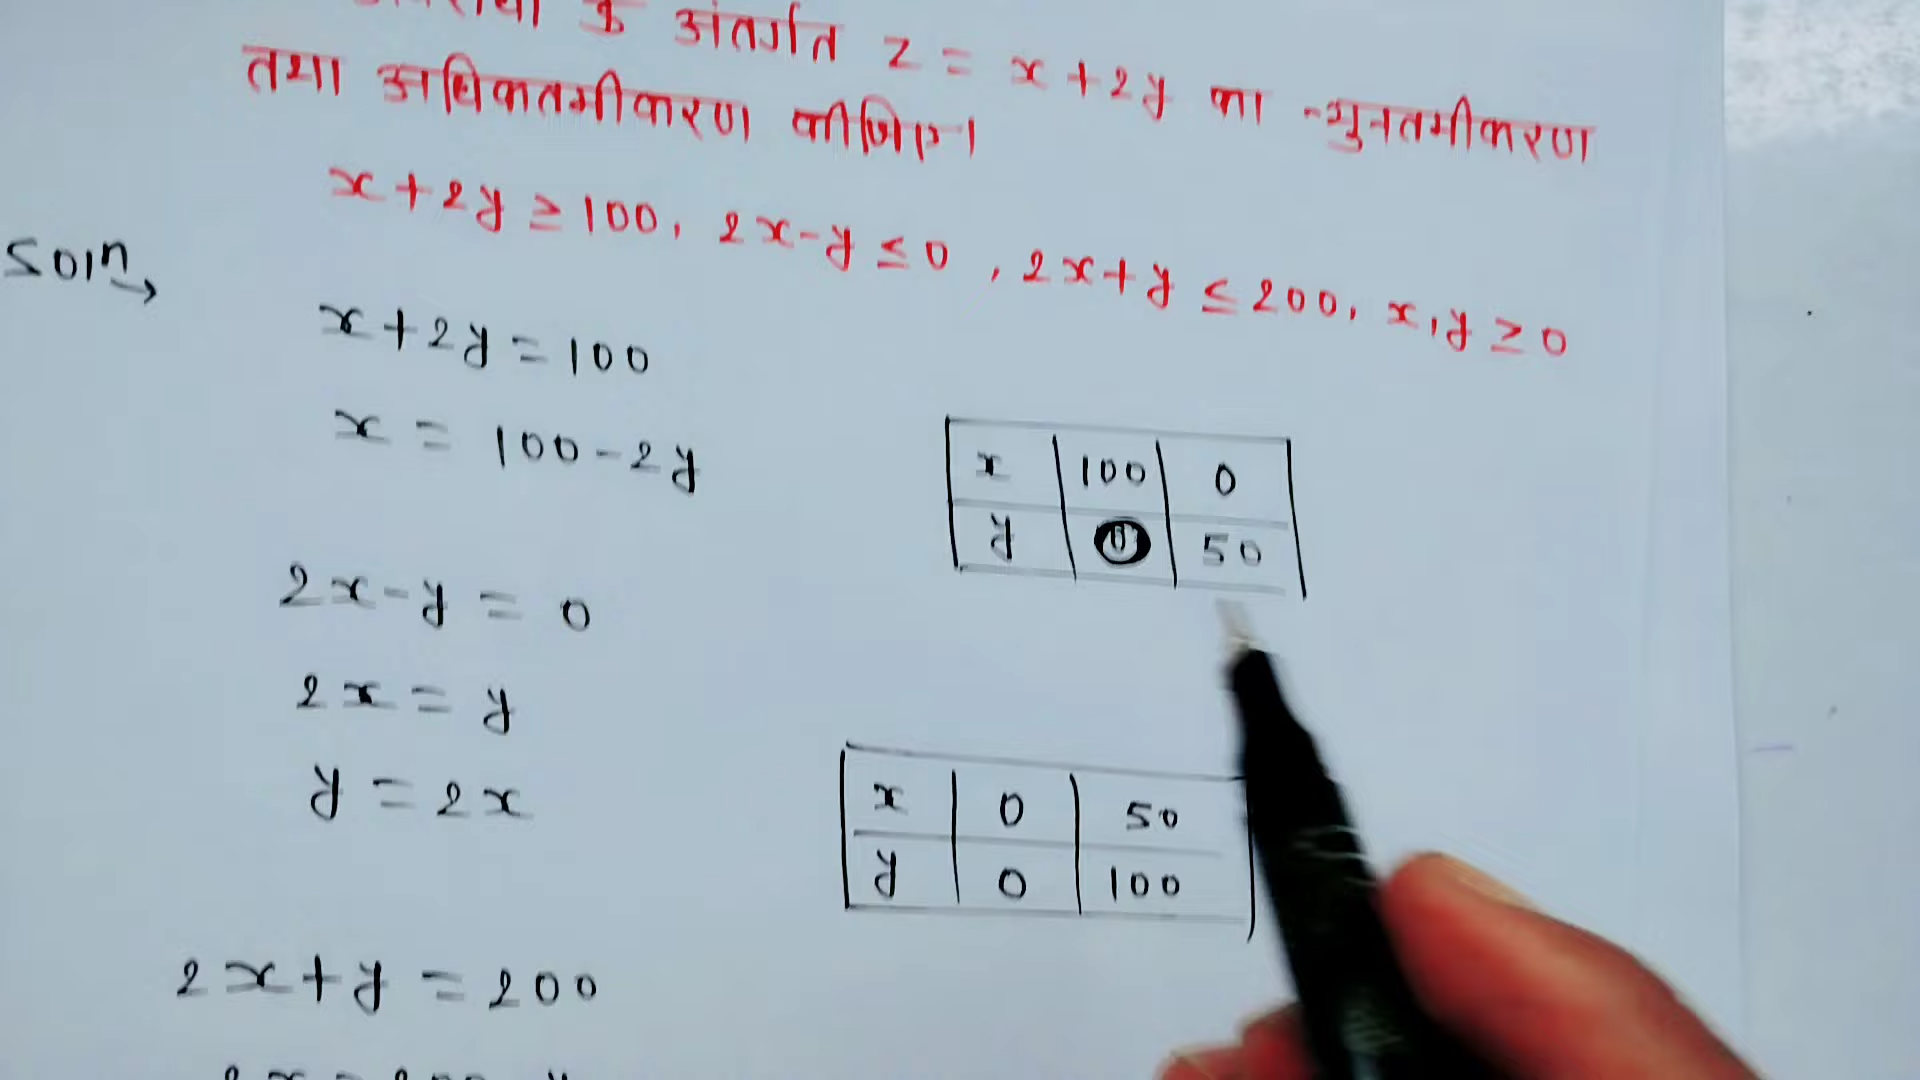 के अंतर्गत z = x + 2y का न्यूनतमीकरण
तथा अधिकतमीकरण कीजिए।
x + 2y ≥ 100, 2x - y ≤ 0, 2x + y ≤ 200, x, y ≥ 0
Soln →
x + 2y = 100
x = 100 - 2y
x 100 0
y 0 50
2x - y = 0
2x = y
y = 2x
x 0 50
y 0 100
2x + y = 200